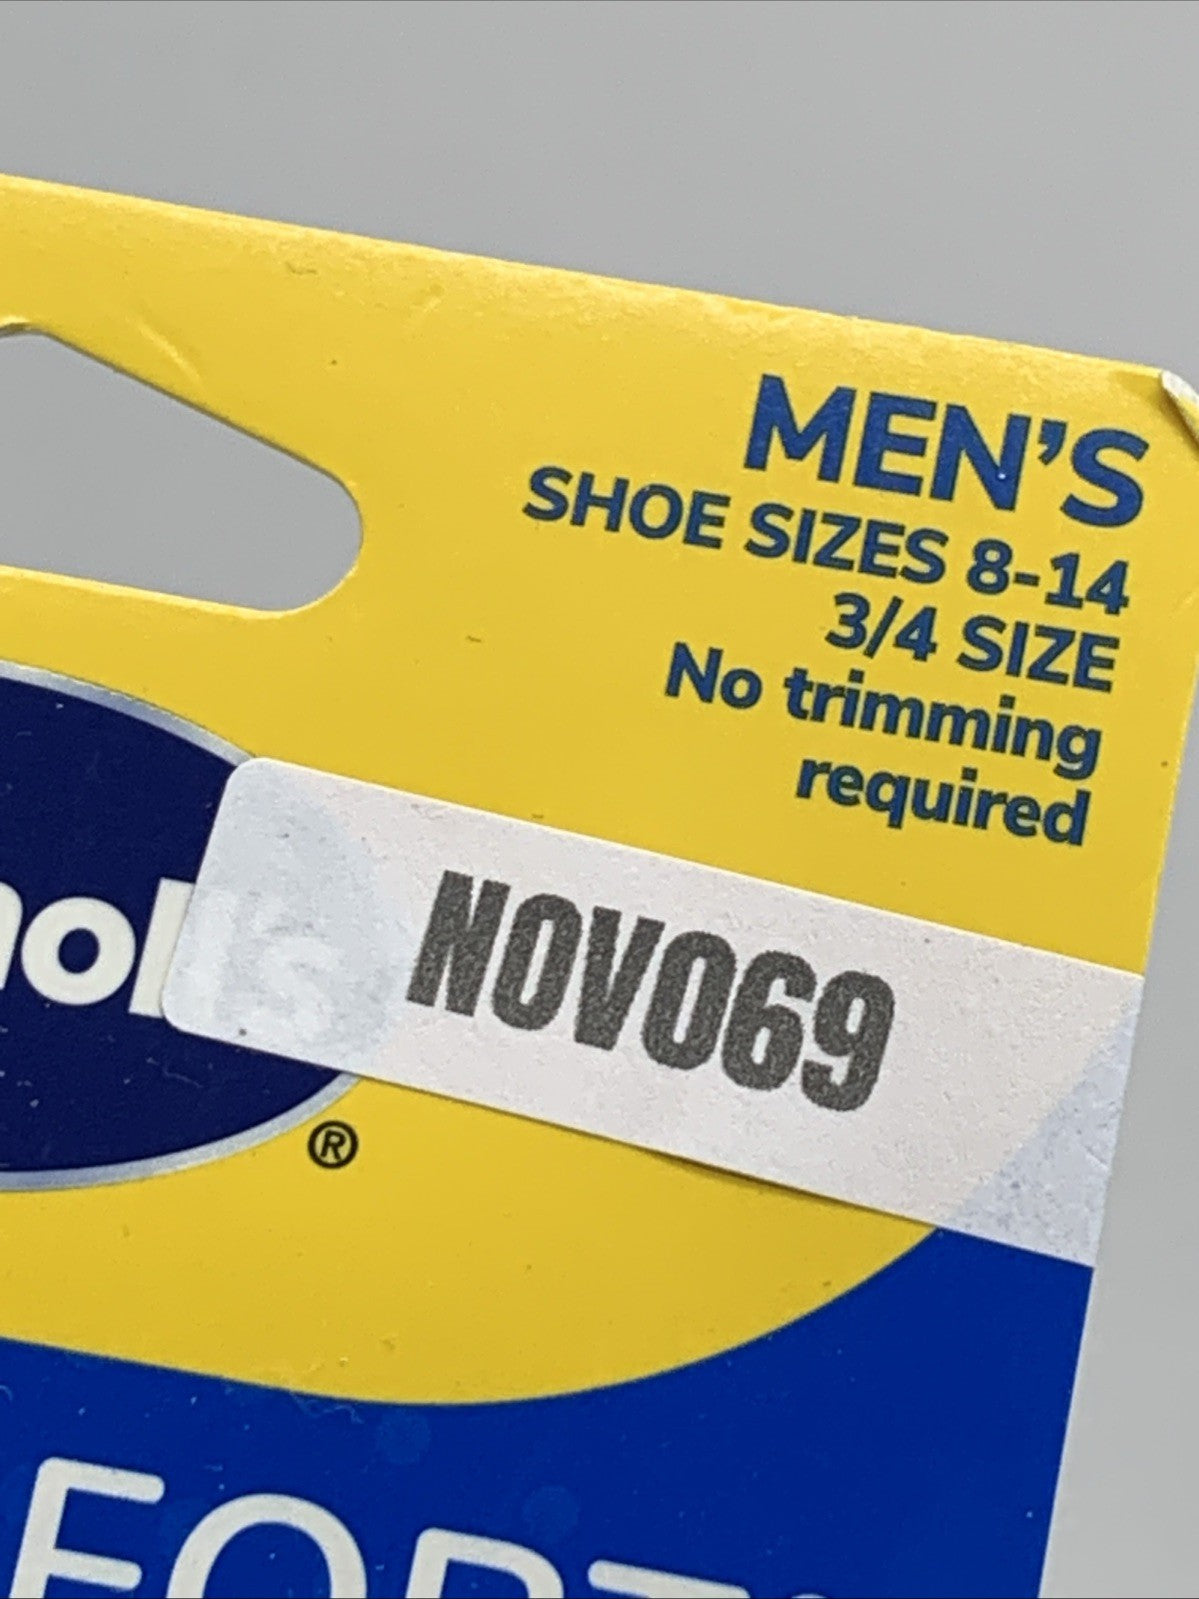 MEN'S
SHOE SIZES 8-14
3/4 SIZE
No trimming
required
NOV069
®